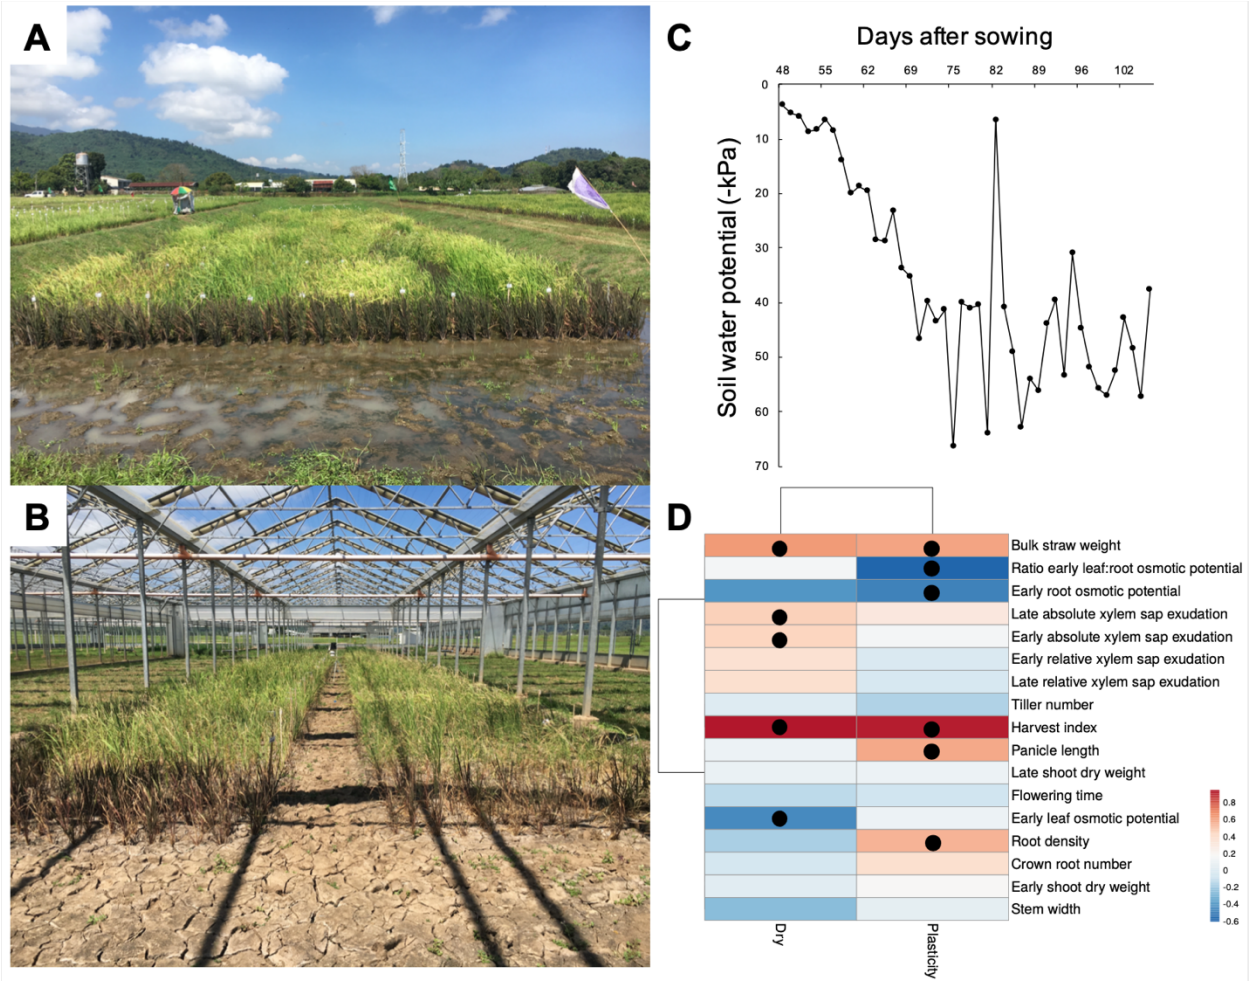 A
B
C
Days after sowing
48 55 62 69 75 82 89 96 102
Soil water potential (-kPa)
0
10
20
30
40
50
60
70
D
Bulk straw weight
Ratio early leaf:root osmotic potential
Early root osmotic potential
Late absolute xylem sap exudation
Early absolute xylem sap exudation
Early relative xylem sap exudation
Late relative xylem sap exudation
Tiller number
Harvest index
Panicle length
Late shoot dry weight
Flowering time
Early leaf osmotic potential
Root density
Crown root number
Early shoot dry weight
Stem width
Dry
Plasticity
0.8
0.6
0.4
0.2
0
-0.2
-0.4
-0.6